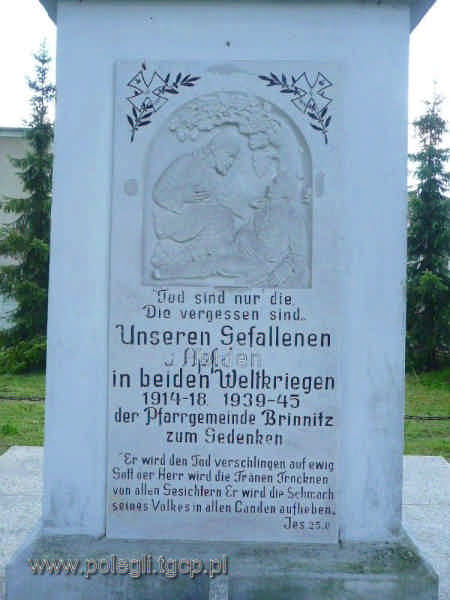 "Tod sind nur die,
Die vergessen sind."
Unseren Gefallenen
in beiden Weltkriegen
1914-18 1939-45
der Pfarrgemeinde Brinnitz
zum Gedenken
"Er wird den Tod verschlingen auf ewig
Gott der Herr wird die Tränen Trocknen
von allen Gesichtern Er wird die Schmach
seines Volkes in allen Landen aufheben.
Jes 25.8
www.polegli.tgcp.pl